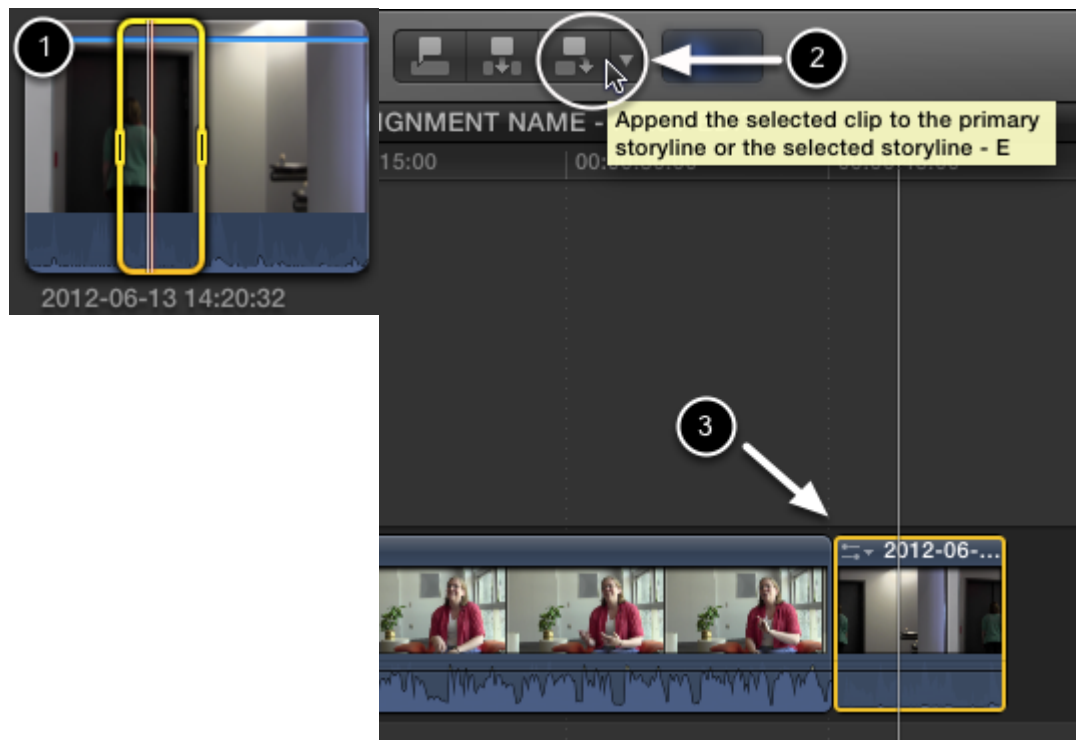 1
2012-06-13 14:20:32
2
IGNMENT NAME -
Append the selected clip to the primary
storyline or the selected storyline - E
15:00
3
2012-06-...